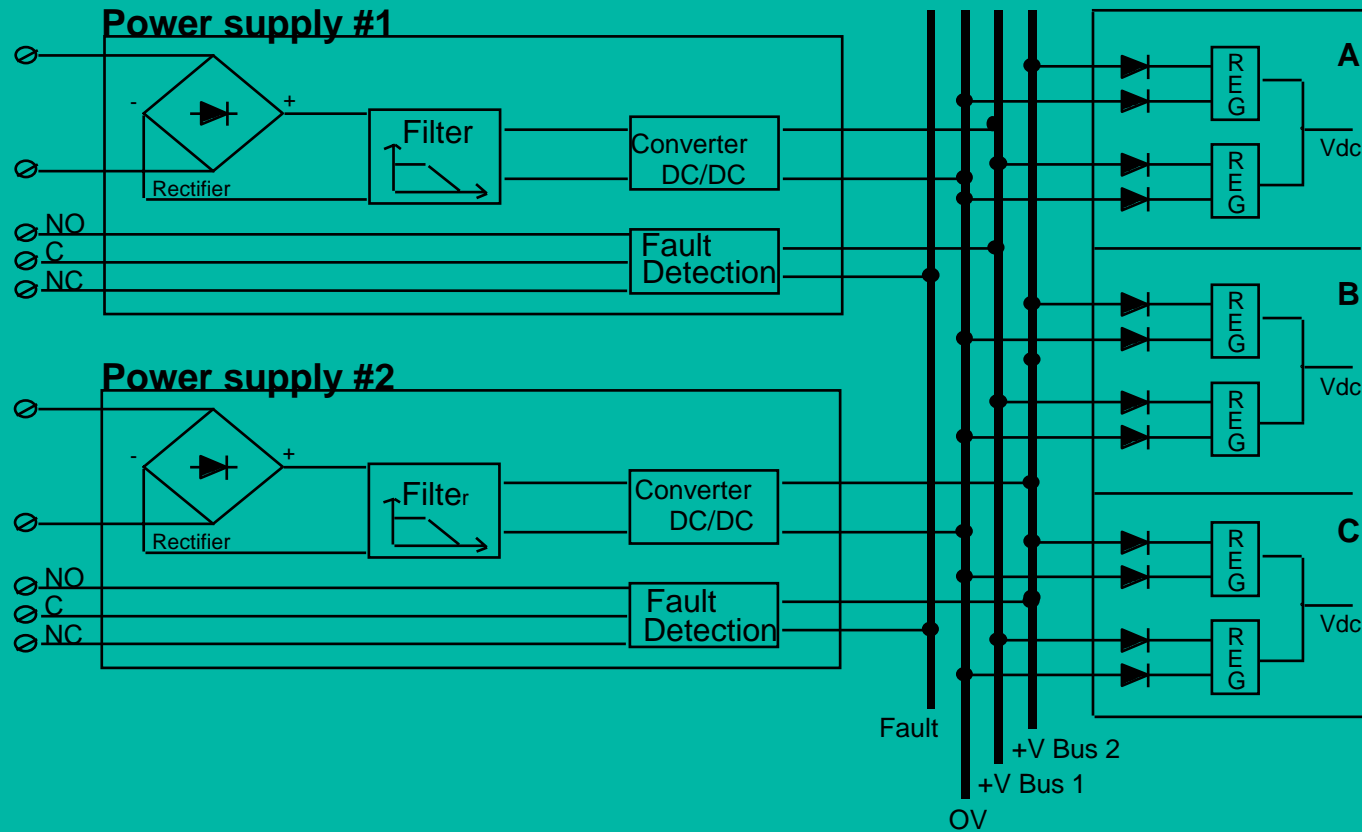 Power supply #1
- +
Rectifier
Filter
Converter
DC/DC
NO
C
NC
Fault
Detection
Power supply #2
- +
Rectifier
Filter
Converter
DC/DC
NO
C
NC
Fault
Detection
Fault
+V Bus 2
+V Bus 1
OV
A
R
E
G
R
E
G
Vdc
B
R
E
G
R
E
G
Vdc
C
R
E
G
R
E
G
Vdc